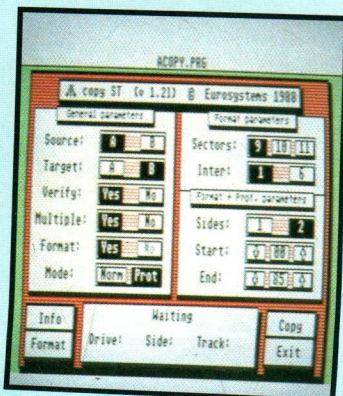 ACOPY.PRG
A copy ST (v 1.21) © Eurosystems 1988
General parameters
Source: A B
Target: A B
Verify: Yes No
Multiple: Yes No
Format: Yes No
Mode: Norm Prot
Format parameters
Sectors: 9 10 11
Inter: 1 6
Format + Prot. parameters
Sides: 1 2
Start: 00
End: 85
Info
Format
Waiting
Drive: Side: Track:
Copy
Exit